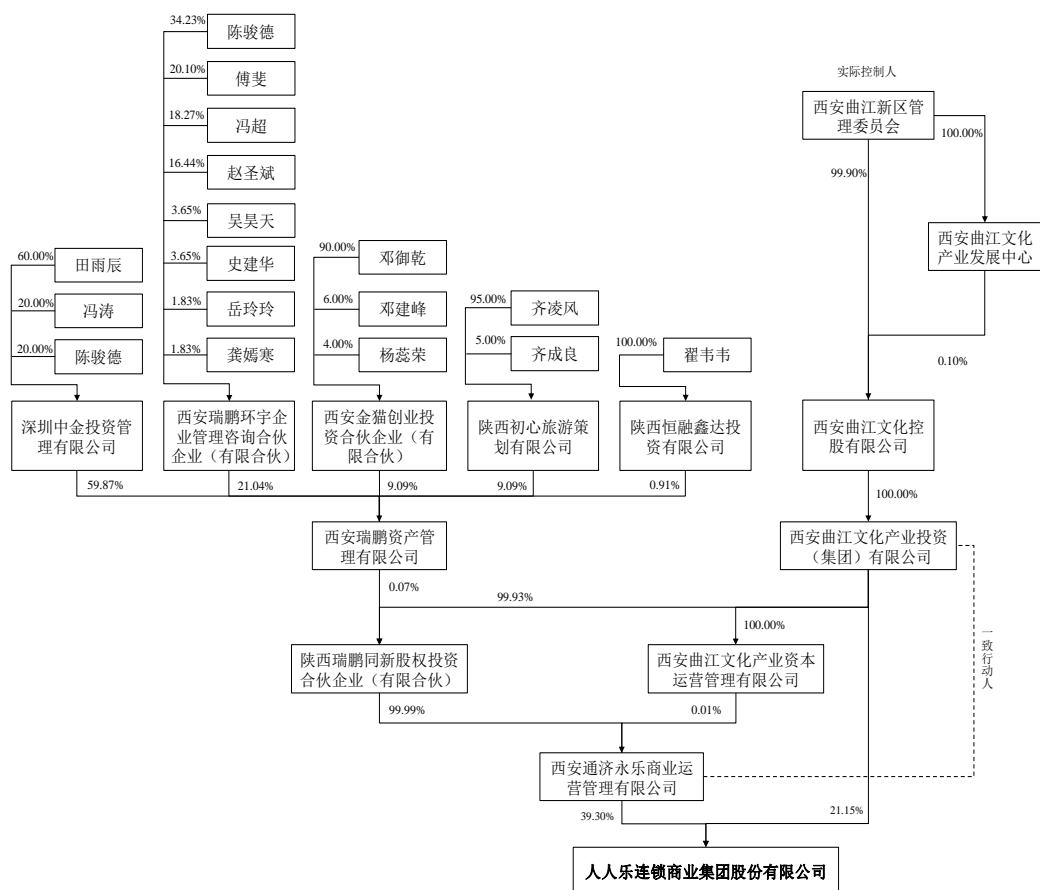 34.23%
陈骏德
20.10%
傅斐
18.27%
冯超
16.44%
赵圣斌
3.65%
吴昊天
3.65%
史建华
1.83%
岳玲玲
1.83%
龚嫣寒
60.00%
田雨辰
20.00%
冯涛
20.00%
陈骏德
90.00%
邓御乾
6.00%
邓建峰
4.00%
杨蕊荣
95.00%
齐凌风
5.00%
齐成良
100.00%
翟韦韦
实际控制人
西安曲江新区管
理委员会
100.00%
99.90%
西安曲江文化
产业发展中心
0.10%
深圳中金投资管
理有限公司
西安瑞鹏环宇企
业管理咨询合伙
企业（有限合伙）
西安金猫创业投
资合伙企业（有
限合伙）
陕西初心旅游策
划有限公司
陕西恒融鑫达投
资有限公司
西安曲江文化控
股有限公司
59.87%
21.04%
9.09%
9.09%
0.91%
100.00%
西安瑞鹏资产管
理有限公司
西安曲江文化产业投资
（集团）有限公司
0.07%
99.93%
100.00%
陕西瑞鹏同新股权投资
合伙企业（有限合伙）
西安曲江文化产业资本
运营管理有限公司
一致行动人
99.99%
0.01%
西安通济永乐商业运
营管理有限公司
39.30%
21.15%
人人乐连锁商业集团股份有限公司